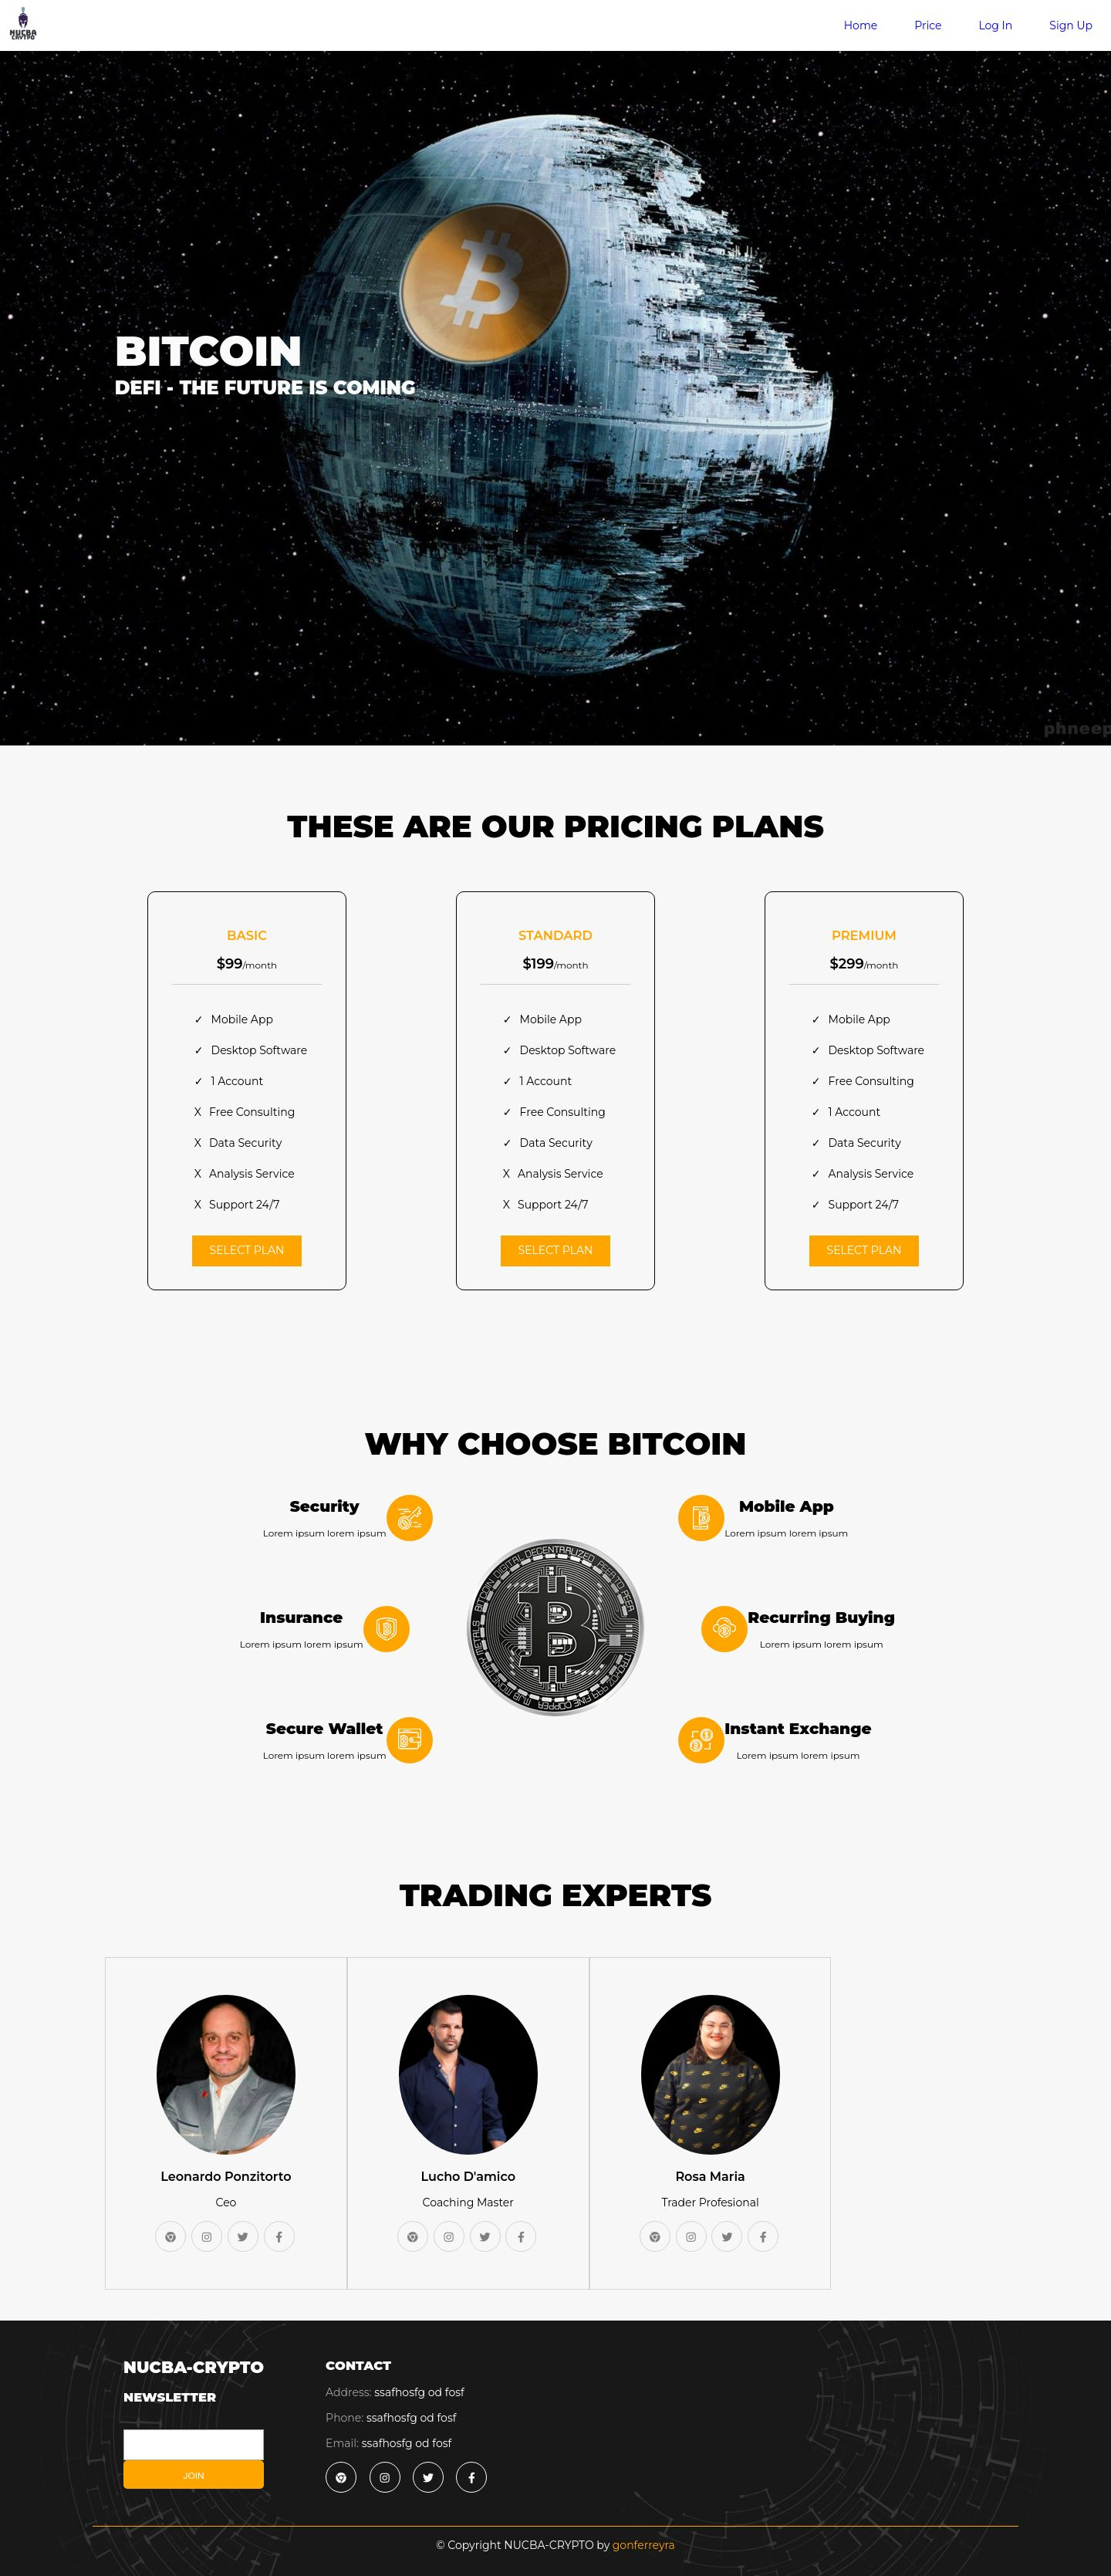 NUCBA
CRYTPO
Home Price Log In Sign Up
BITCOIN
DEFI - THE FUTURE IS COMING
phneep
THESE ARE OUR PRICING PLANS
BASIC
$99/month
✓ Mobile App
✓ Desktop Software
✓ 1 Account
X Free Consulting
X Data Security
X Analysis Service
X Support 24/7
SELECT PLAN
STANDARD
$199/month
✓ Mobile App
✓ Desktop Software
✓ 1 Account
✓ Free Consulting
✓ Data Security
X Analysis Service
X Support 24/7
SELECT PLAN
PREMIUM
$299/month
✓ Mobile App
✓ Desktop Software
✓ Free Consulting
✓ 1 Account
✓ Data Security
✓ Analysis Service
✓ Support 24/7
SELECT PLAN
WHY CHOOSE BITCOIN
Security
Lorem ipsum lorem ipsum
Insurance
Lorem ipsum lorem ipsum
Secure Wallet
Lorem ipsum lorem ipsum
BITCOIN DIGITAL DECENTRALIZED PEER TO PEER
Mobile App
Lorem ipsum lorem ipsum
Recurring Buying
Lorem ipsum lorem ipsum
Instant Exchange
Lorem ipsum lorem ipsum
TRADING EXPERTS
Leonardo Ponzitorto
Ceo
Lucho D'amico
Coaching Master
Rosa Maria
Trader Profesional
NUCBA-CRYPTO
NEWSLETTER
JOIN
CONTACT
Address: ssafhosfg od fosf
Phone: ssafhosfg od fosf
Email: ssafhosfg od fosf
© Copyright NUCBA-CRYPTO by gonferreyra